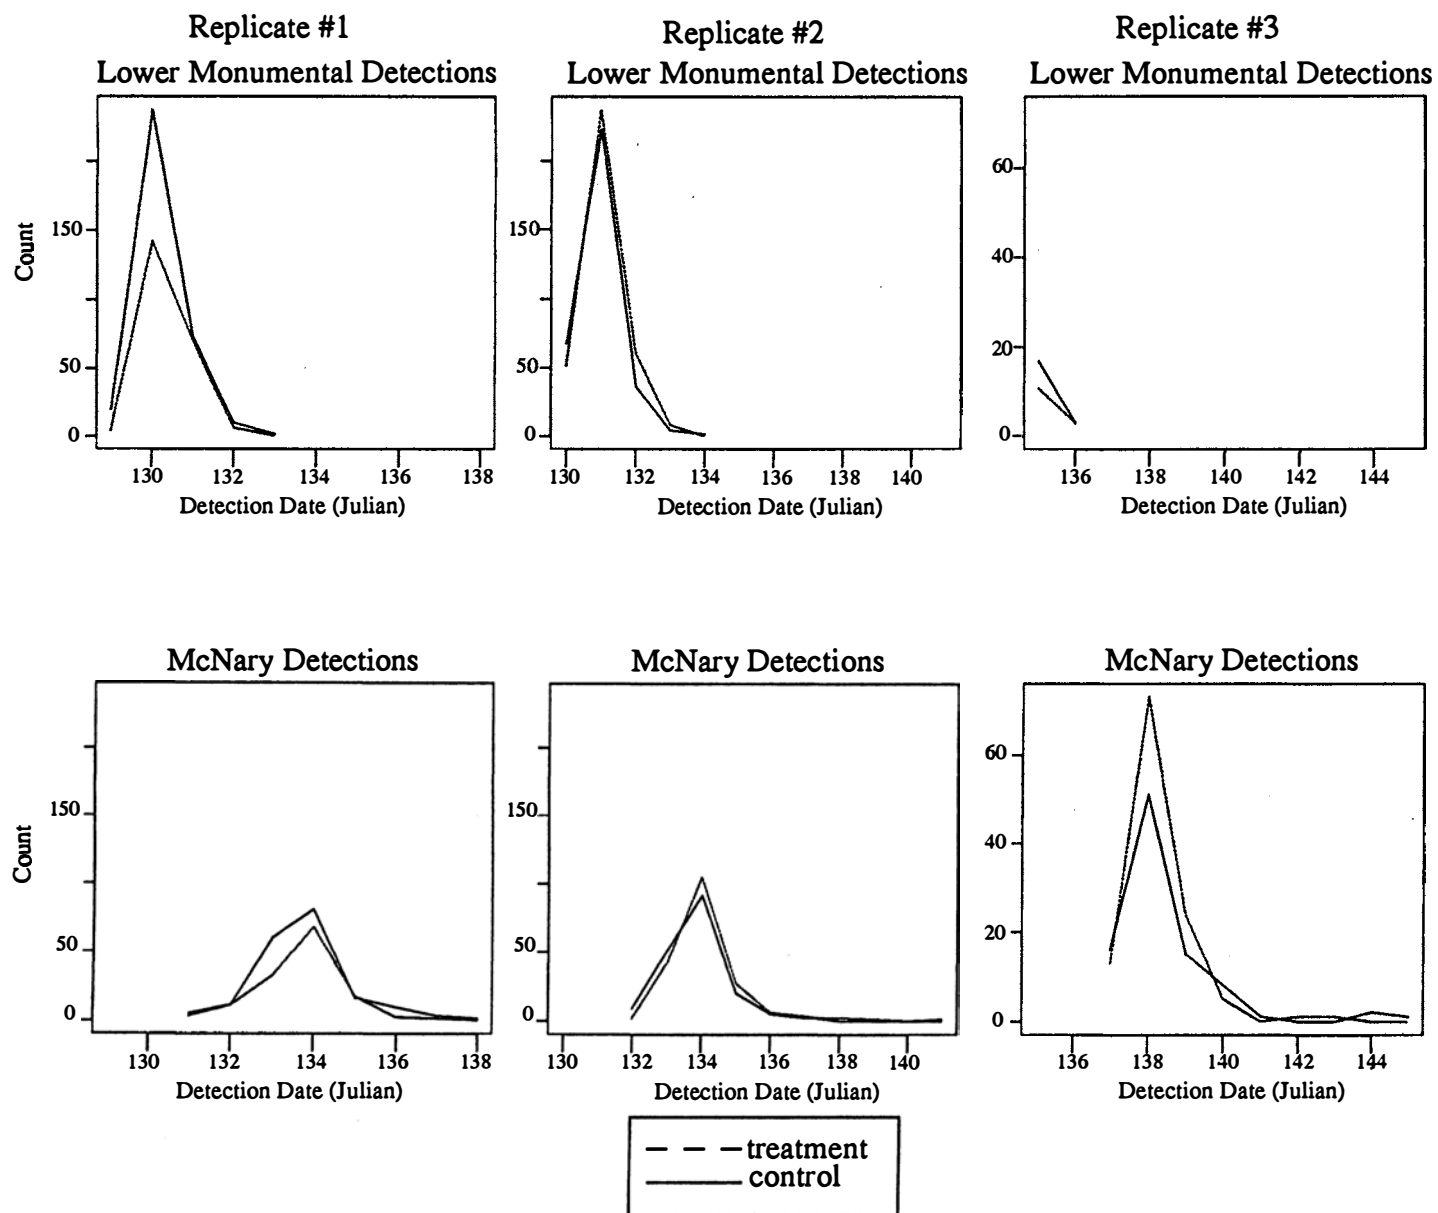 Replicate #1
Lower Monumental Detections
Count
150
50
0
130 132 134 136 138
Detection Date (Julian)
Replicate #2
Lower Monumental Detections
150
50
0
130 132 134 136 138 140
Detection Date (Julian)
Replicate #3
Lower Monumental Detections
60
40
20
0
136 138 140 142 144
Detection Date (Julian)
McNary Detections
Count
150
50
0
130 132 134 136 138
Detection Date (Julian)
McNary Detections
150
50
0
130 132 134 136 138 140
Detection Date (Julian)
McNary Detections
60
40
20
0
136 138 140 142 144
Detection Date (Julian)
treatment
control